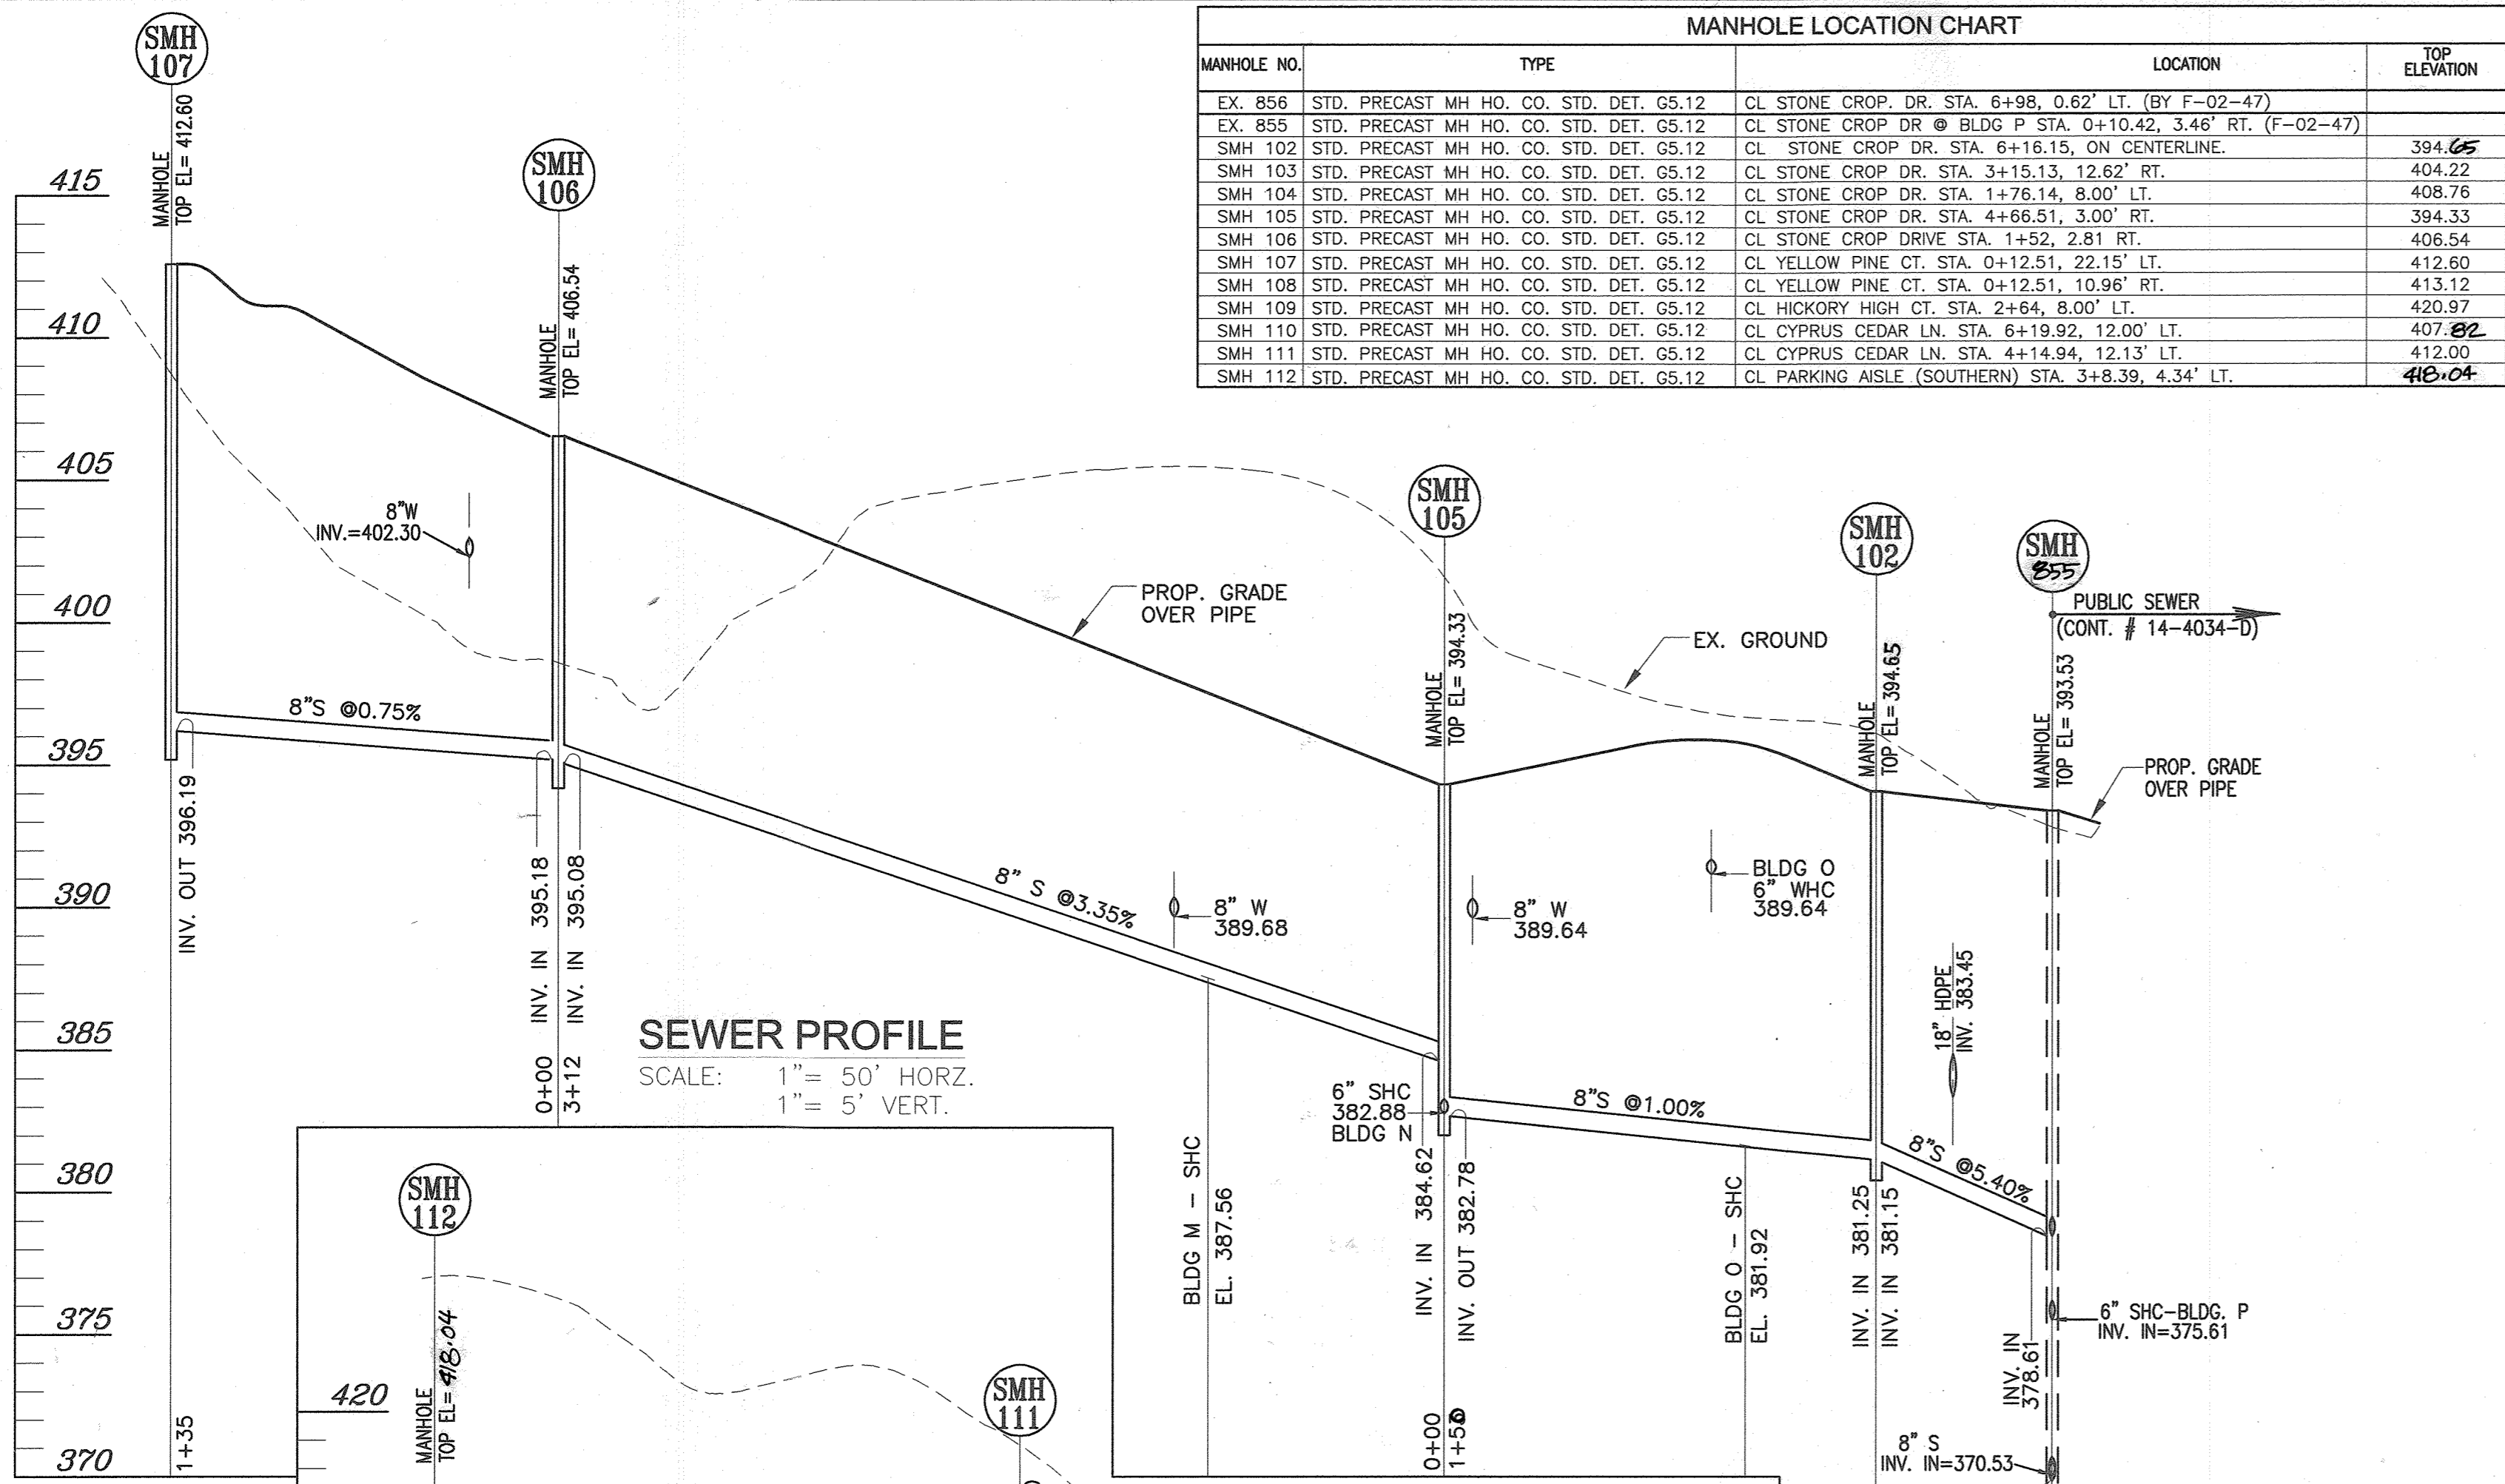 MANHOLE LOCATION CHART
MANHOLE NO. TYPE LOCATION TOP ELEVATION
EX. 856 STD. PRECAST MH HO. CO. STD. DET. G5.12 CL STONE CROP. DR. STA. 6+98, 0.62' LT. (BY F-02-47)
EX. 855 STD. PRECAST MH HO. CO. STD. DET. G5.12 CL STONE CROP DR @ BLDG P STA. 0+10.42, 3.46' RT. (F-02-47)
SMH 102 STD. PRECAST MH HO. CO. STD. DET. G5.12 CL STONE CROP DR. STA. 6+16.15, ON CENTERLINE. 394.65
SMH 103 STD. PRECAST MH HO. CO. STD. DET. G5.12 CL STONE CROP DR. STA. 3+15.13, 12.62' RT. 404.22
SMH 104 STD. PRECAST MH HO. CO. STD. DET. G5.12 CL STONE CROP DR. STA. 1+76.14, 8.00' LT. 408.76
SMH 105 STD. PRECAST MH HO. CO. STD. DET. G5.12 CL STONE CROP DR. STA. 4+66.51, 3.00' RT. 394.33
SMH 106 STD. PRECAST MH HO. CO. STD. DET. G5.12 CL STONE CROP DRIVE STA. 1+52, 2.81 RT. 406.54
SMH 107 STD. PRECAST MH HO. CO. STD. DET. G5.12 CL YELLOW PINE CT. STA. 0+12.51, 22.15' LT. 412.60
SMH 108 STD. PRECAST MH HO. CO. STD. DET. G5.12 CL YELLOW PINE CT. STA. 0+12.51, 10.96' RT. 413.12
SMH 109 STD. PRECAST MH HO. CO. STD. DET. G5.12 CL HICKORY HIGH CT. STA. 2+64, 8.00' LT. 420.97
SMH 110 STD. PRECAST MH HO. CO. STD. DET. G5.12 CL CYPRUS CEDAR LN. STA. 6+19.92, 12.00' LT. 407.82
SMH 111 STD. PRECAST MH HO. CO. STD. DET. G5.12 CL CYPRUS CEDAR LN. STA. 4+14.94, 12.13' LT. 412.00
SMH 112 STD. PRECAST MH HO. CO. STD. DET. G5.12 CL PARKING AISLE (SOUTHERN) STA. 3+8.39, 4.34' LT. 418.04
SMH
107
MANHOLE
TOP EL= 412.60
SMH
106
MANHOLE
TOP EL= 406.54
SMH
105
MANHOLE
TOP EL= 394.33
SMH
102
MANHOLE
TOP EL= 394.65
SMH
855
MANHOLE
TOP EL= 393.53
PUBLIC SEWER
(CONT. # 14-4034-D)
415
410
405
400
395
390
385
380
375
370
8"W
INV.=402.30
PROP. GRADE
OVER PIPE
EX. GROUND
PROP. GRADE
OVER PIPE
8"S @0.75%
8" S @3.35%
8"S @1.00%
8"S @5.40%
INV. OUT 396.19
1+35
INV. IN 395.18
INV. IN 395.08
0+00
3+12
8" W
389.68
8" W
389.64
BLDG O
6" WHC
389.64
18" HDPE
INV. 383.45
SEWER PROFILE
SCALE: 1"= 50' HORZ.
1"= 5' VERT.
BLDG M - SHC
EL. 387.56
6" SHC
382.88
BLDG N
INV. IN 384.62
INV. OUT 382.78
0+00
BLDG O - SHC
EL. 381.92
INV. IN 381.25
INV. IN 381.15
INV. IN
378.61
6" SHC-BLDG. P
INV. IN=375.61
8" S
INV. IN=370.53
SMH
112
MANHOLE
TOP EL= 418.04
420
SMH
111